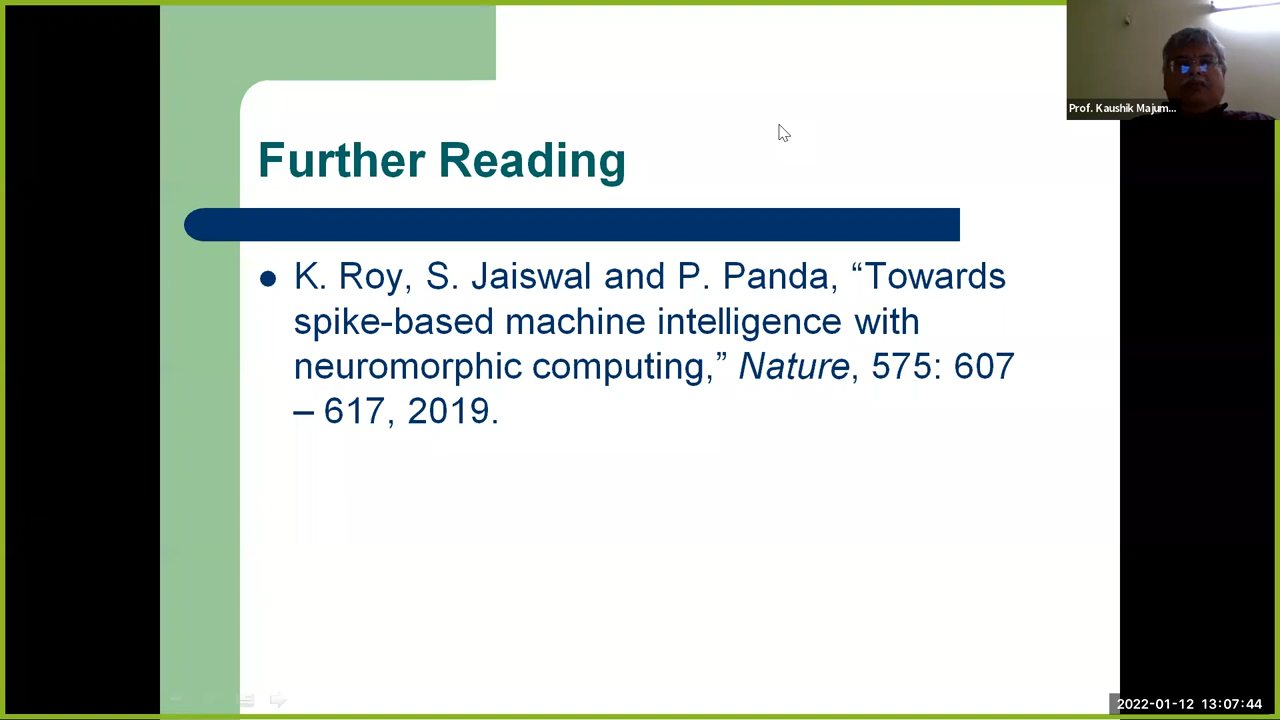 Prof. Kaushik Majum...
Further Reading
K. Roy, S. Jaiswal and P. Panda, “Towards
spike-based machine intelligence with
neuromorphic computing,” Nature, 575: 607
– 617, 2019.
2022-01-12 13:07:44